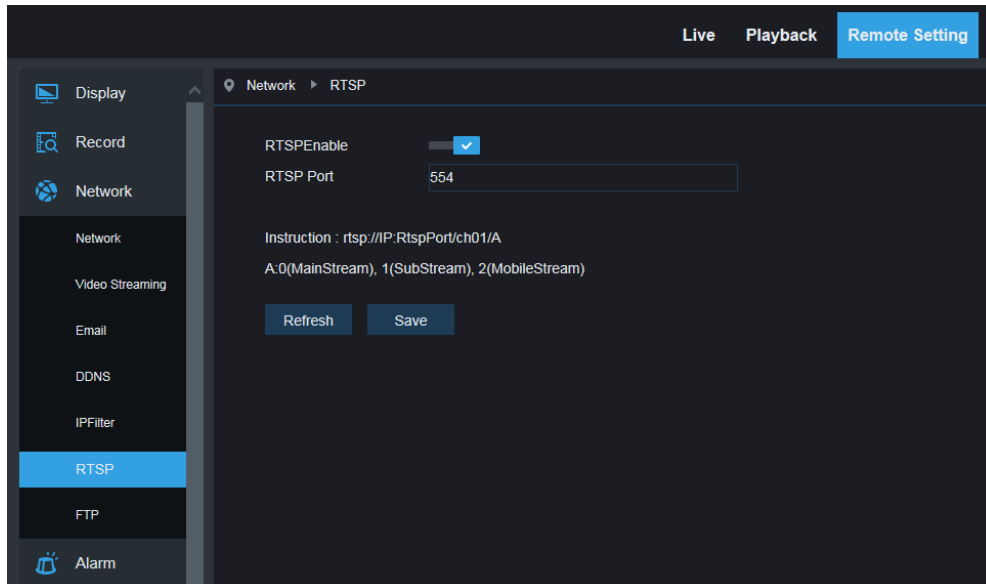 Live Playback Remote Setting
Display
Record
Network
Network
Video Streaming
Email
DDNS
IPFilter
RTSP
FTP
Alarm
Network RTSP
RTSPEnable
RTSP Port 554
Instruction : rtsp://IP:RtspPort/ch01/A
A:0(MainStream), 1(SubStream), 2(MobileStream)
Refresh Save